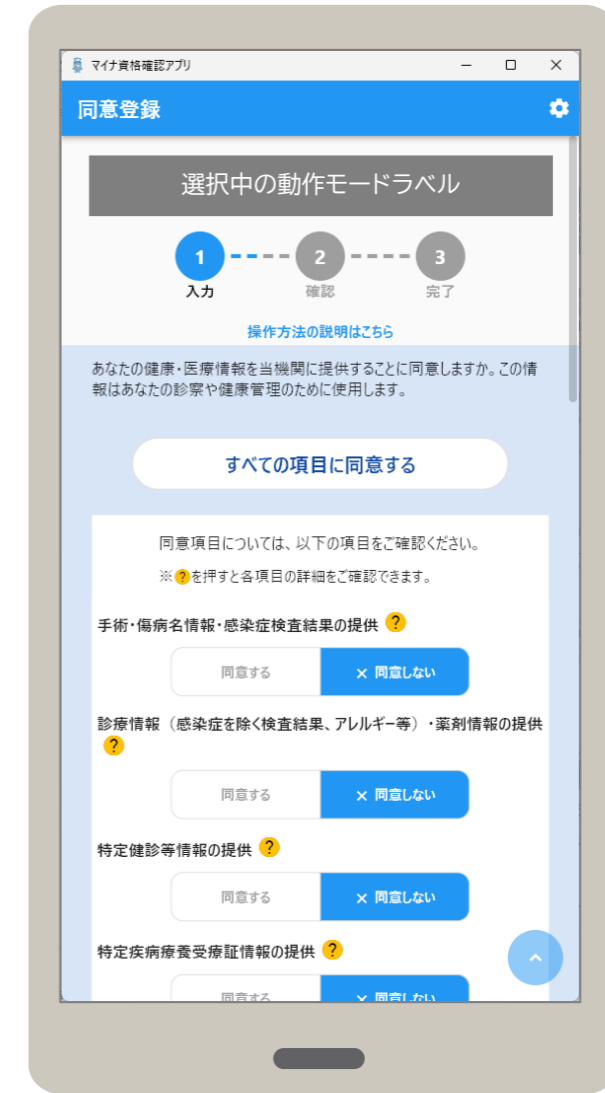 マイナ資格確認アプリ
同意登録
選択中の動作モードラベル
1 2 3
入力 確認 完了
操作方法の説明はこちら
あなたの健康・医療情報を当機関に提供することに同意しますか。この情
報はあなたの診察や健康管理のために使用します。
すべての項目に同意する
同意項目については、以下の項目をご確認ください。
※?を押すと各項目の詳細をご確認できます。
手術・傷病名情報・感染症検査結果の提供 ?
同意する × 同意しない
診療情報（感染症を除く検査結果、アレルギー等）・薬剤情報の提供
?
同意する × 同意しない
特定健診等情報の提供 ?
同意する × 同意しない
特定疾病療養受療証情報の提供 ?
同意する × 同意しない